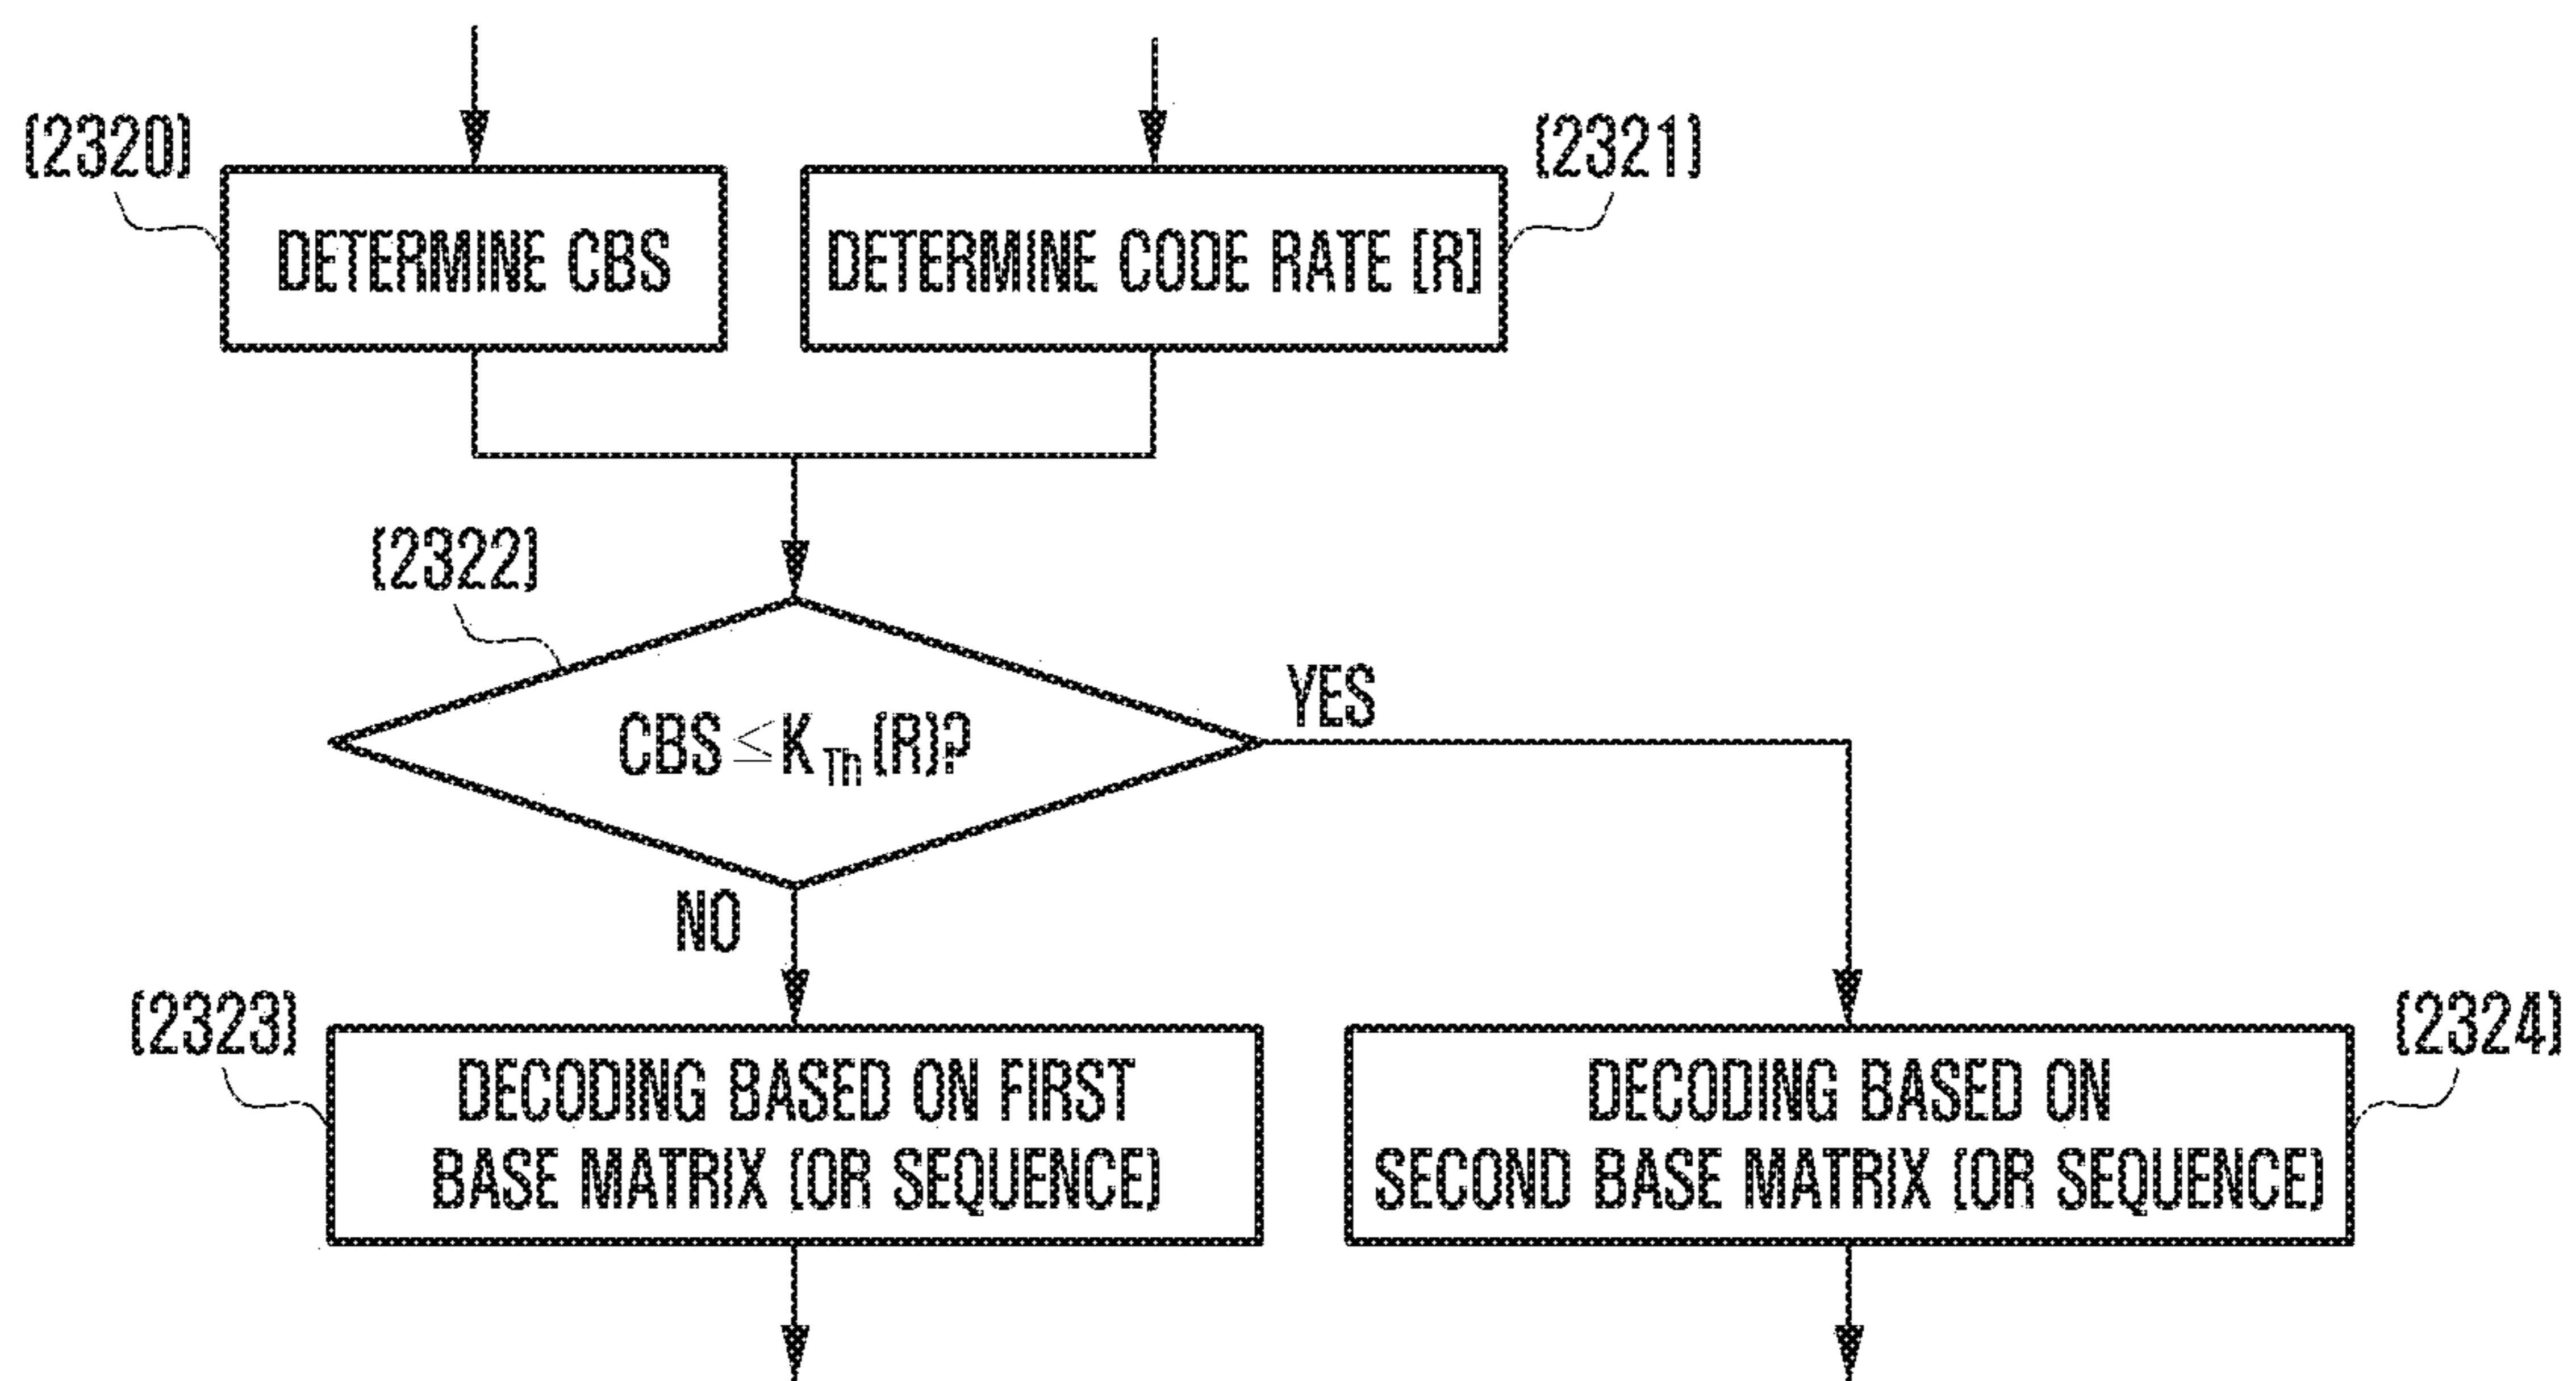 (2320)
(2321)
DETERMINE CBS
DETERMINE CODE RATE (R)
(2322)
YES
CBS ≤ K Th (R)?
NO
(2323)
(2324)
DECODING BASED ON FIRST
BASE MATRIX (OR SEQUENCE)
DECODING BASED ON
SECOND BASE MATRIX (OR SEQUENCE)